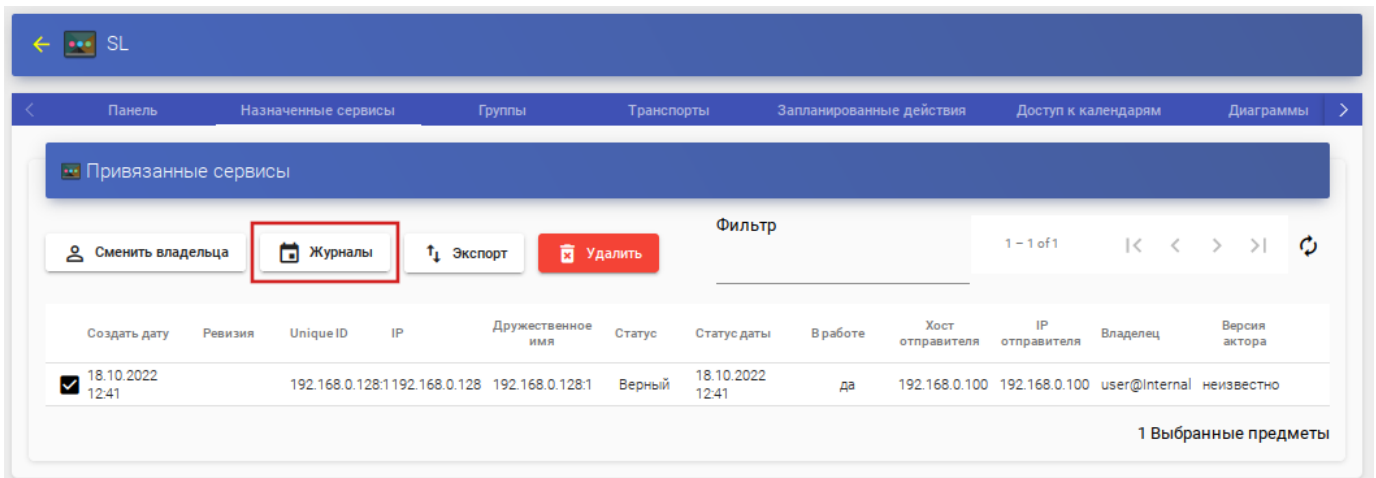 SL
Панель Назначенные сервисы Группы Транспорты Запланированные действия Доступ к календарям Диаграммы
Привязанные сервисы
Фильтр
Сменить владельца Журналы Экспорт Удалить 1 – 1 of 1
Создать дату Ревизия Unique ID IP Дружественное имя Статус Статус даты В работе Хост отправителя IP отправителя Владелец Версия актора
18.10.2022 12:41 192.168.0.128:1 192.168.0.128 192.168.0.128:1 Верный 18.10.2022 12:41 да 192.168.0.100 192.168.0.100 user@Internal неизвестно
1 Выбранные предметы